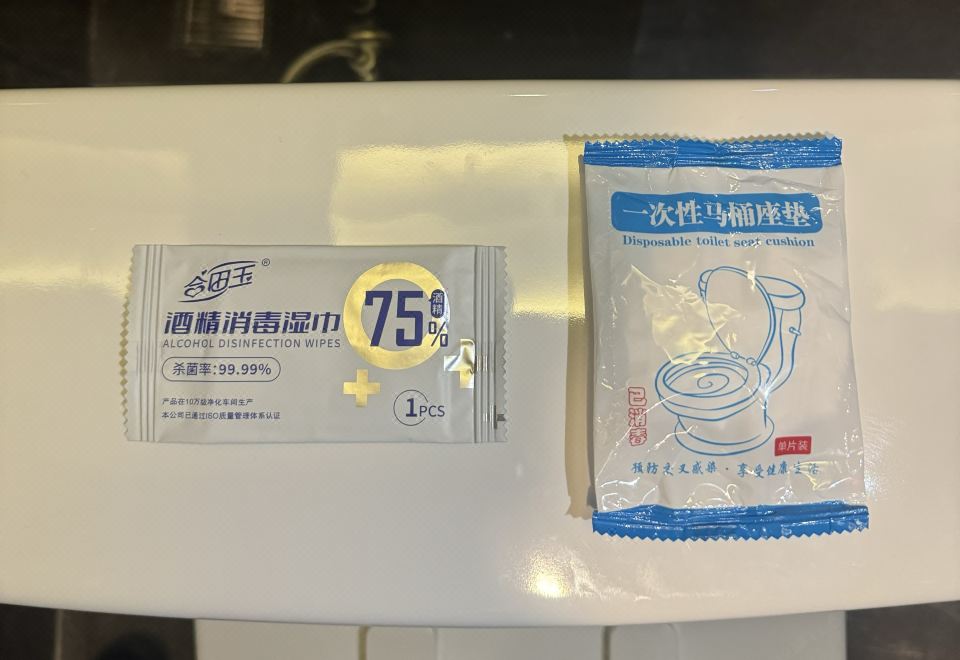 合田玉®
酒精消毒湿巾
ALCOHOL DISINFECTION WIPES
75%
酒精
杀菌率:99.99%
产品在10万级净化车间生产
本公司已通过ISO质量管理体系认证
1PCS
一次性马桶座垫
Disposable toilet seat cushion
已消毒
单片装
预防交叉感染·享受健康生活